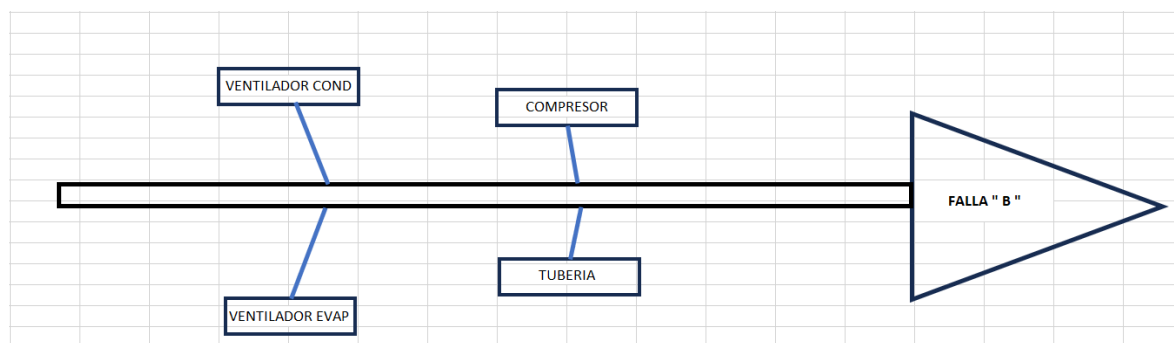 VENTILADOR COND
COMPRESOR
FALLA " B "
TUBERIA
VENTILADOR EVAP